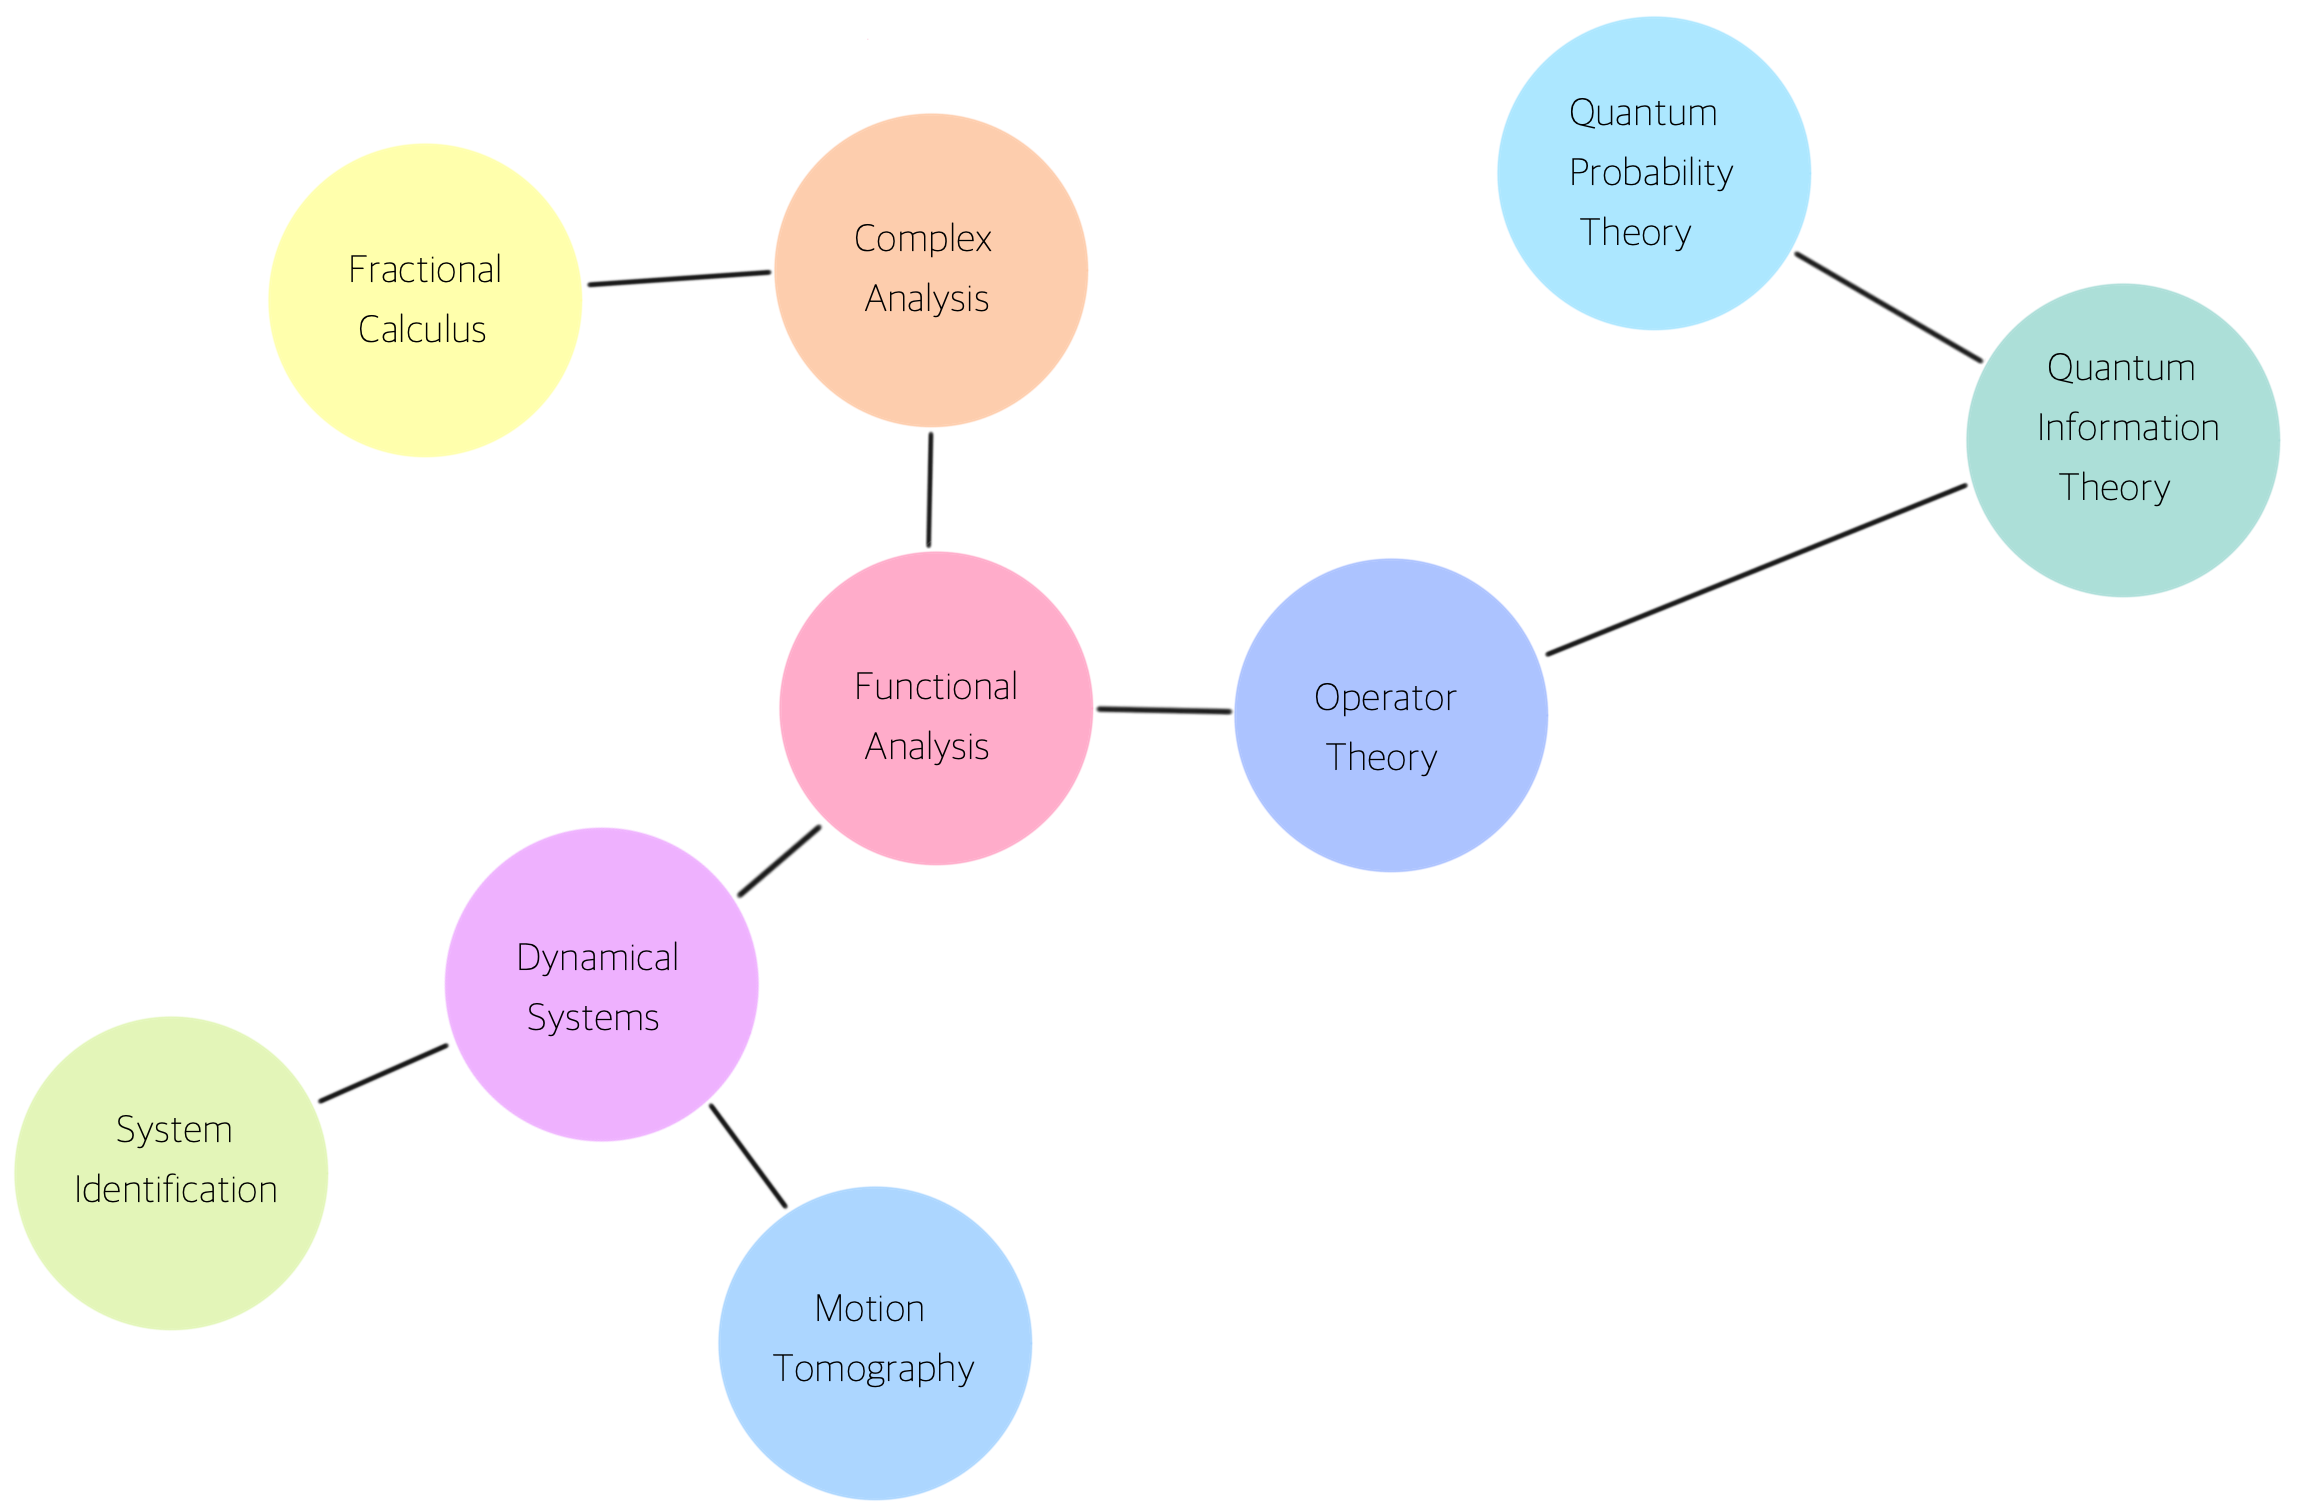 Quantum
Probability
Theory
Complex
Analysis
Fractional
Calculus
Quantum
Information
Theory
Functional
Analysis
Operator
Theory
Dynamical
Systems
System
Identification
Motion
Tomography